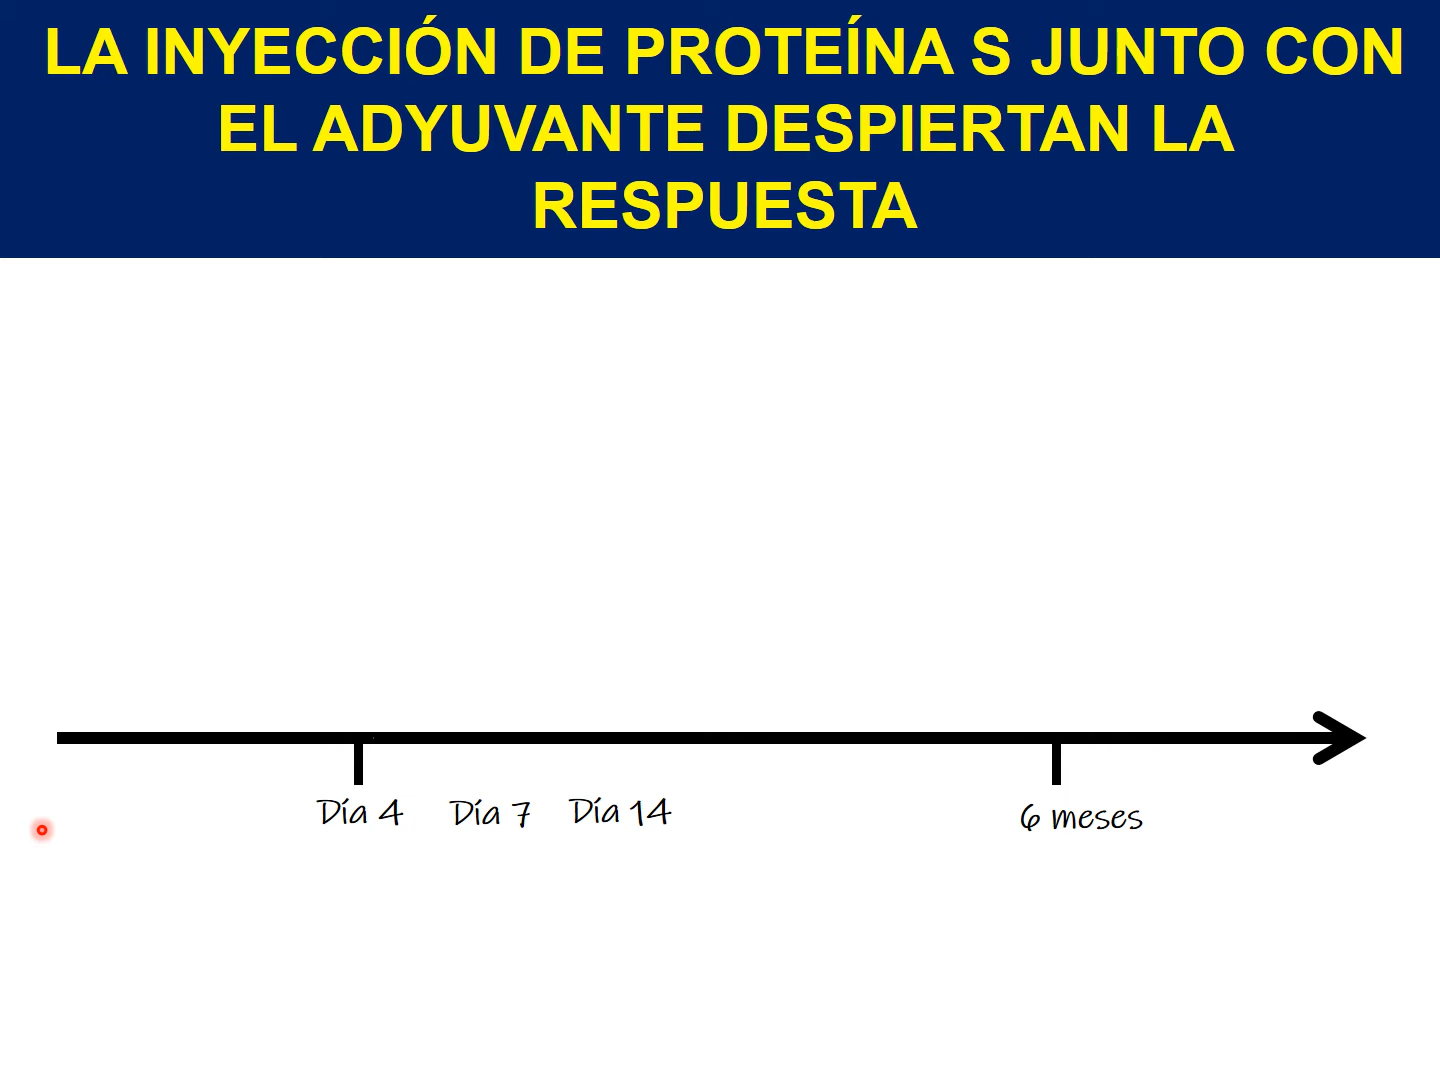 LA INYECCIÓN DE PROTEÍNA S JUNTO CON
EL ADYUVANTE DESPIERTAN LA
RESPUESTA
Día 4 Día 7 Día 14 6 meses